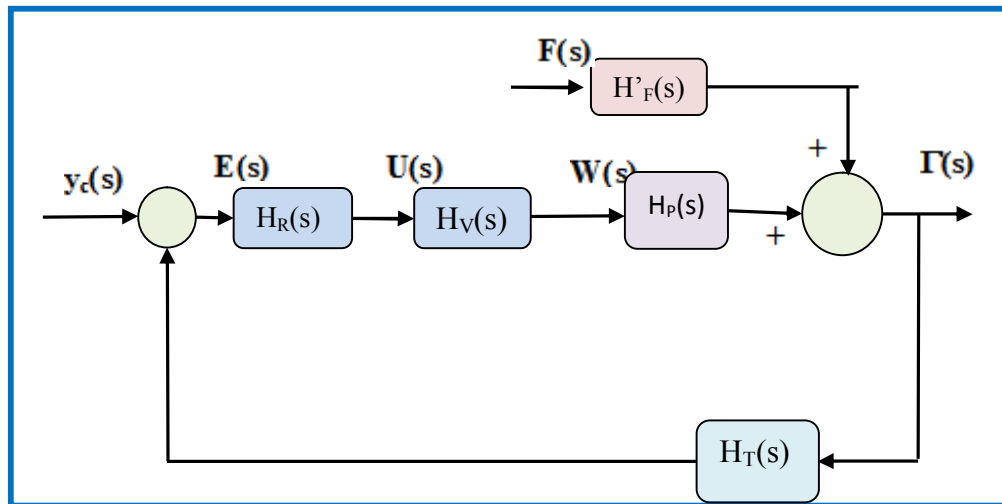 F(s)
H’F(s)
+
Γ(s)
yc(s)
E(s)
U(s)
W(s)
HR(s)
HV(s)
HP(s)
+
HT(s)